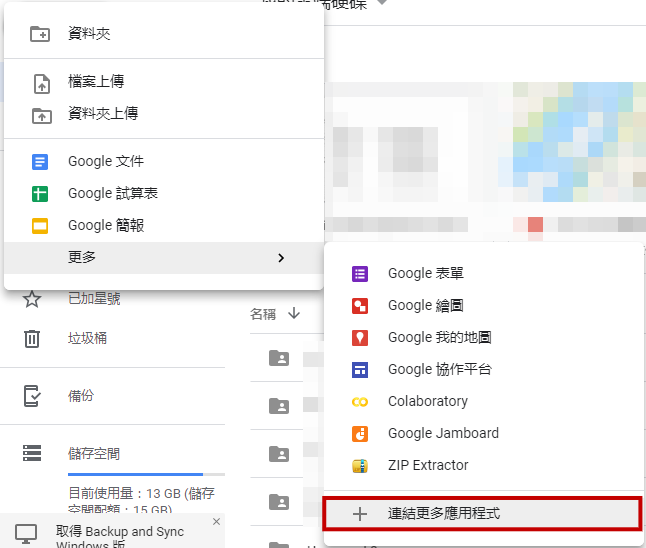 資料夾
檔案上傳
資料夾上傳
Google 文件
Google 試算表
Google 簡報
更多
Google 表單
Google 繪圖
Google 我的地圖
Google 協作平台
Colaboratory
Google Jamboard
ZIP Extractor
連結更多應用程式
已加星號
垃圾桶
備份
儲存空間
目前使用量：13 GB (儲存
空間配額：15 GB)
取得 Backup and Sync
Windows 版
名稱